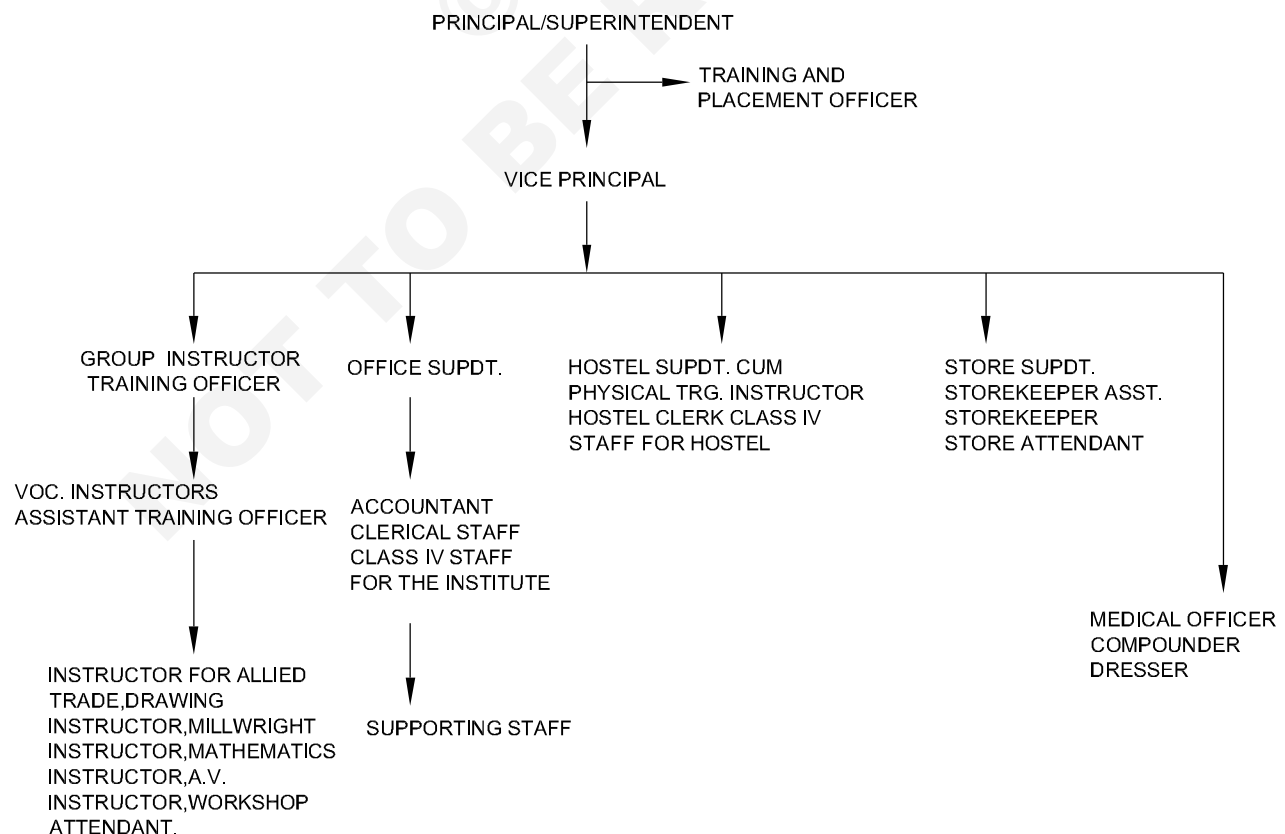 PRINCIPAL/SUPERINTENDENT
TRAINING AND
PLACEMENT OFFICER
VICE PRINCIPAL
GROUP INSTRUCTOR
TRAINING OFFICER
OFFICE SUPDT.
HOSTEL SUPDT. CUM
PHYSICAL TRG. INSTRUCTOR
HOSTEL CLERK CLASS IV
STAFF FOR HOSTEL
STORE SUPDT.
STOREKEEPER ASST.
STOREKEEPER
STORE ATTENDANT
VOC. INSTRUCTORS
ASSISTANT TRAINING OFFICER
ACCOUNTANT
CLERICAL STAFF
CLASS IV STAFF
FOR THE INSTITUTE
MEDICAL OFFICER
COMPOUNDER
DRESSER
INSTRUCTOR FOR ALLIED
TRADE,DRAWING
INSTRUCTOR,MILLWRIGHT
INSTRUCTOR,MATHEMATICS
INSTRUCTOR,A.V.
INSTRUCTOR,WORKSHOP
ATTENDANT.
SUPPORTING STAFF
NOT TO BE